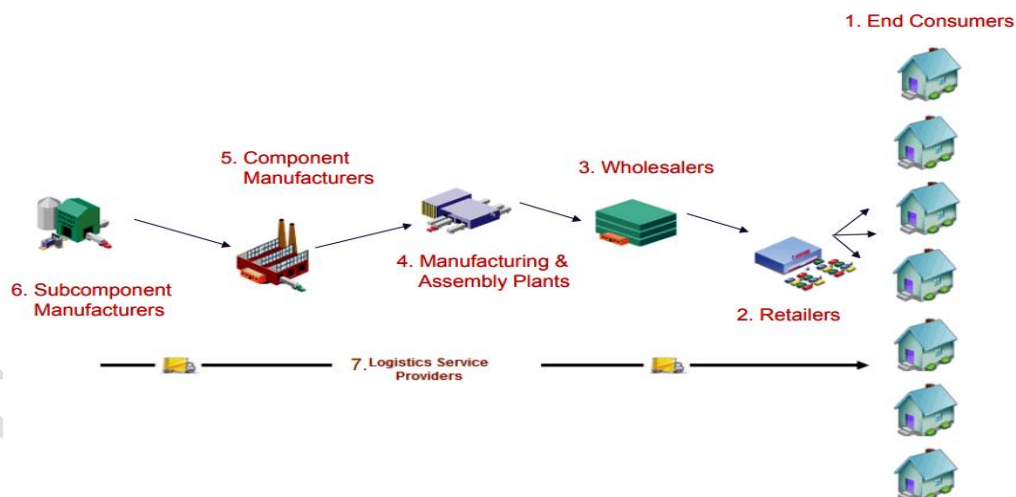 1. End Consumers
5. Component
Manufacturers
3. Wholesalers
4. Manufacturing &
Assembly Plants
6. Subcomponent
Manufacturers
2. Retailers
7. Logistics Service
Providers